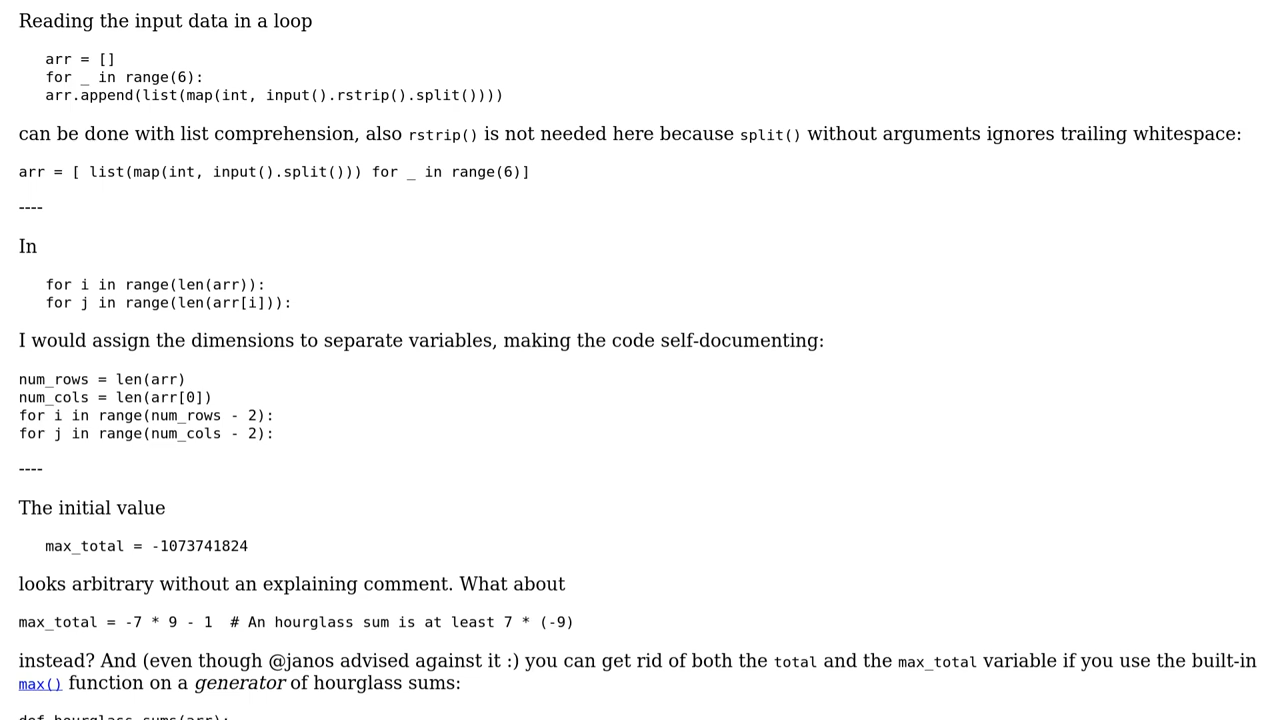 Reading the input data in a loop
arr = []
for _ in range(6):
arr.append(list(map(int, input().rstrip().split())))
can be done with list comprehension, also rstrip() is not needed here because split() without arguments ignores trailing whitespace:
arr = [ list(map(int, input().split())) for _ in range(6)]
----
In
for i in range(len(arr)):
for j in range(len(arr[i])):
I would assign the dimensions to separate variables, making the code self-documenting:
num_rows = len(arr)
num_cols = len(arr[0])
for i in range(num_rows - 2):
for j in range(num_cols - 2):
----
The initial value
max_total = -1073741824
looks arbitrary without an explaining comment. What about
max_total = -7 * 9 - 1  # An hourglass sum is at least 7 * (-9)
instead? And (even though @janos advised against it :) you can get rid of both the total and the max_total variable if you use the built-in
max() function on a generator of hourglass sums:
def hourglass_sums(arr):